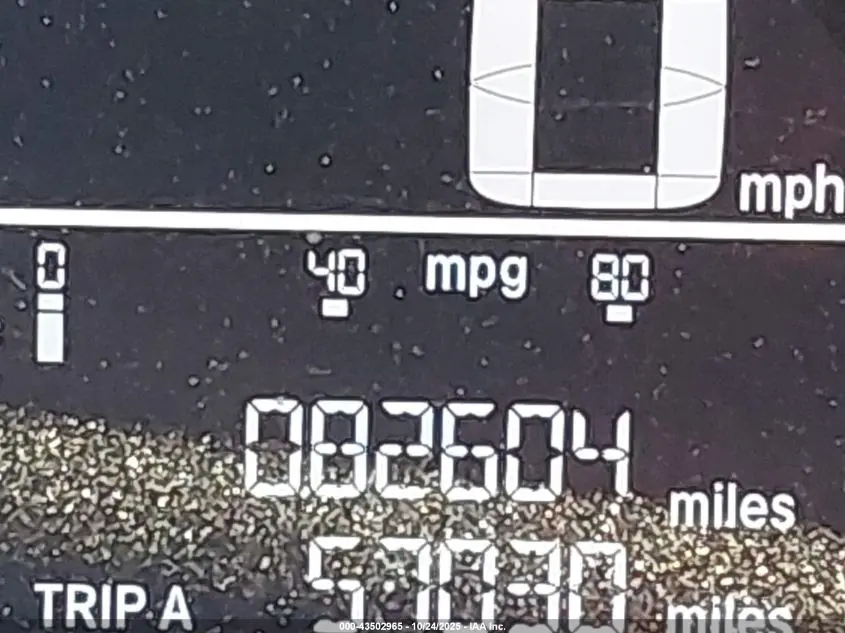 0 mph
0 40 mpg 80
082604 miles
TRIP A miles
000-43502965 - 10/24/2025 - IAA Inc.